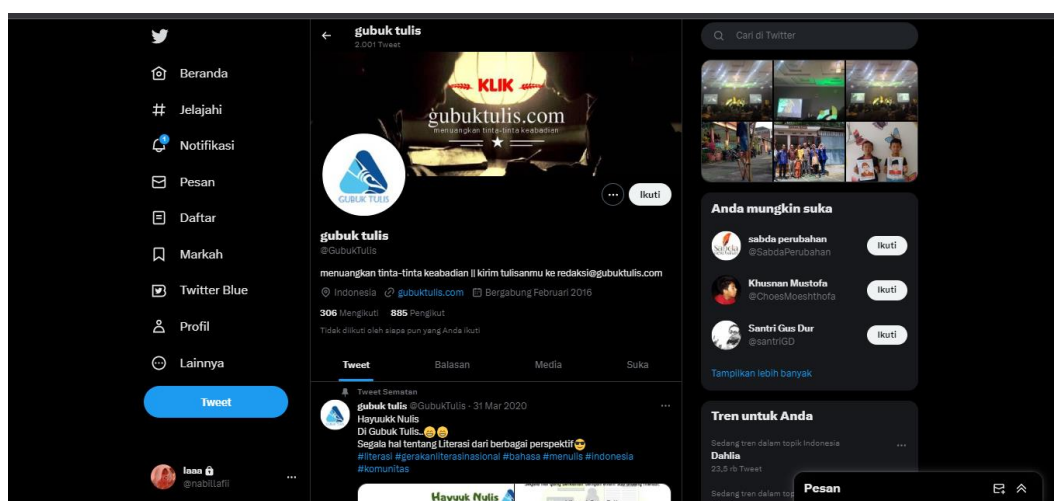 gubuk tulis
2.001 Tweet
Cari di Twitter
Beranda
Jelajahi
Notifikasi
Pesan
Daftar
Markah
Twitter Blue
Profil
Lainnya
Tweet
laaa
@nabillafii
KLIK
gubuktulis.com
menuangkan tinta-tinta keabadian
GUBUK TULIS
Ikuti
gubuk tulis
@GubukTulis
menuangkan tinta-tinta keabadian || kirim tulisanmu ke redaksi@gubuktulis.com
Indonesia gubuktulis.com Bergabung Februari 2016
306 Mengikuti 885 Pengikut
Tidak diikuti oleh siapa pun yang Anda ikuti
Tweet Balasan Media Suka
Tweet Sematan
gubuk tulis @GubukTulis · 31 Mar 2020
Hayuukk Nulis
Di Gubuk Tulis..
Segala hal tentang Literasi dari berbagai perspektif
#literasi #gerakanliterasinasional #bahasa #menulis #indonesia
#komunitas
Hayuuk Nulis
Anda mungkin suka
sabda perubahan
@SabdaPerubahan
Ikuti
Khusnan Mustofa
@ChoesMoeshthofa
Ikuti
Santri Gus Dur
@santriGD
Ikuti
Tampilkan lebih banyak
Tren untuk Anda
Sedang tren dalam topik Indonesia
Dahlia
22,5 rb Tweet
Sedang tren dalam top
Pesan